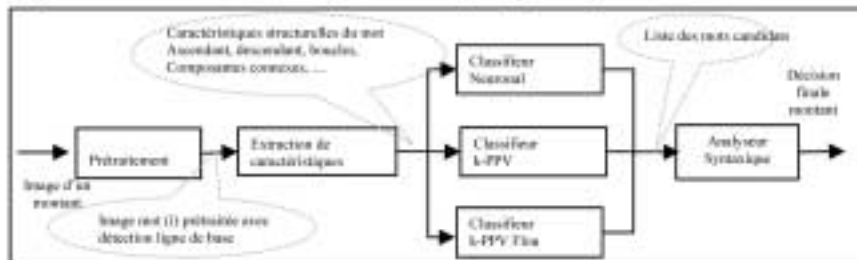 Caractéristiques structurelles du mot
Ascendant, descendant, boucles,
Composantes connexes, ...
Liste des mots candidats
Classifieur
Neuronal
Décision
finale
montant
Prétraitement
Extraction de
caractéristiques
Classifieur
k-PPV
Analyseur
Syntaxique
Image d'un
montant
Image mot (i) prétraitée avec
détection ligne de base
Classifieur
k-PPV Flou